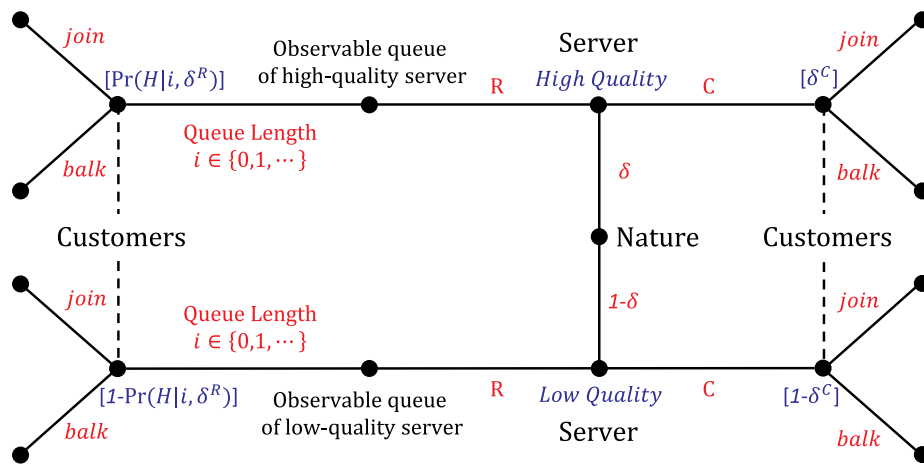 join
Observable queue
of high-quality server
Server
High Quality
join
[Pr(H|i, δ^R)]
R
C
[δ^C]
balk
Queue Length
i ∈ {0,1, ⋯}
balk
δ
Customers
Nature
Customers
join
Queue Length
i ∈ {0,1, ⋯}
1-δ
join
[1-Pr(H|i, δ^R)]
R
Low Quality
C
[1-δ^C]
balk
Observable queue
of low-quality server
Server
balk